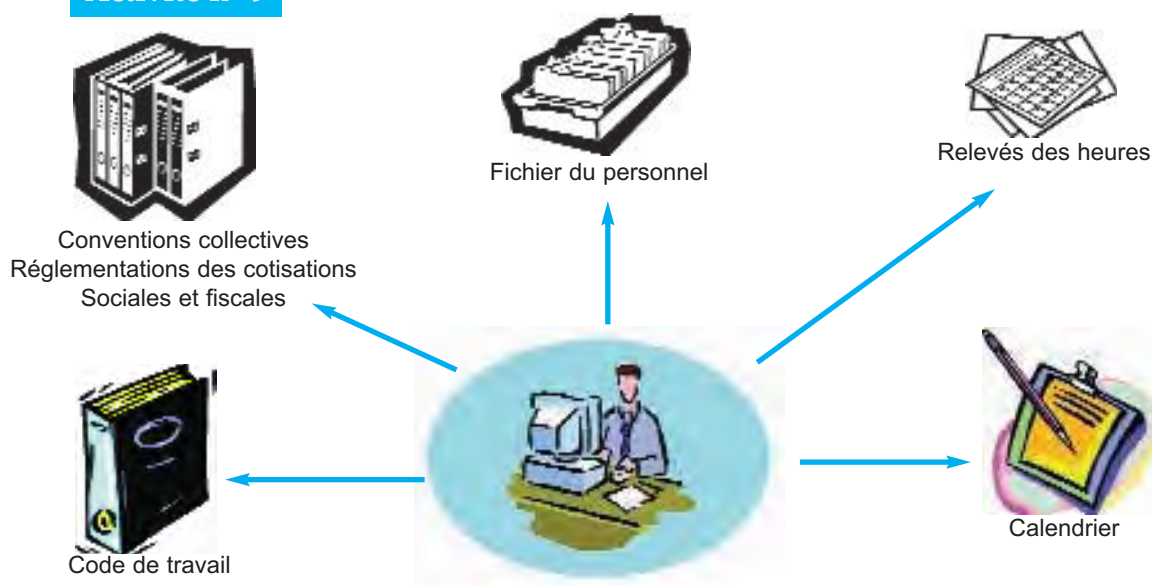 Fichier du personnel
Relevés des heures
Conventions collectives
Réglementations des cotisations
Sociales et fiscales
Code de travail
Calendrier